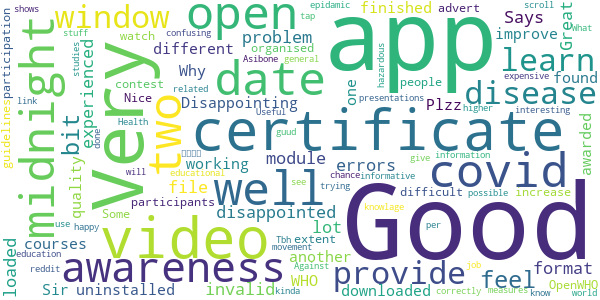 app
Good
certificate
Very
video
midnight
open
date
two
well
covid
awareness
window
learn
disease
provide
feel
bit
module
invalid
file
lot
format
Disappointing
disappointed
problem
finished
advert
Says
improve
Great
tap
epidemic
scroll
shows
confusing
stuff
watch
organised
different
studies
Asibone
general
What
participation
experienced
contest
Why
people
hazardous
expensive
found
link
related
one
Nice
presentations
higher
interesting
Plzz
guidelines
done
Health
Useful
guud
working
errors
give
information
awarded
quality
will
educational
see
chance
informative
participants
trying
difficult
possible
increase
Some
knowlage
per
loaded
courses
use
happy
Tbh
extent
another
movement
WHO
job
education
Sir
uninstalled
reddit
kinda
Against
downloaded
correctly
measures
know
OpenWHO
world